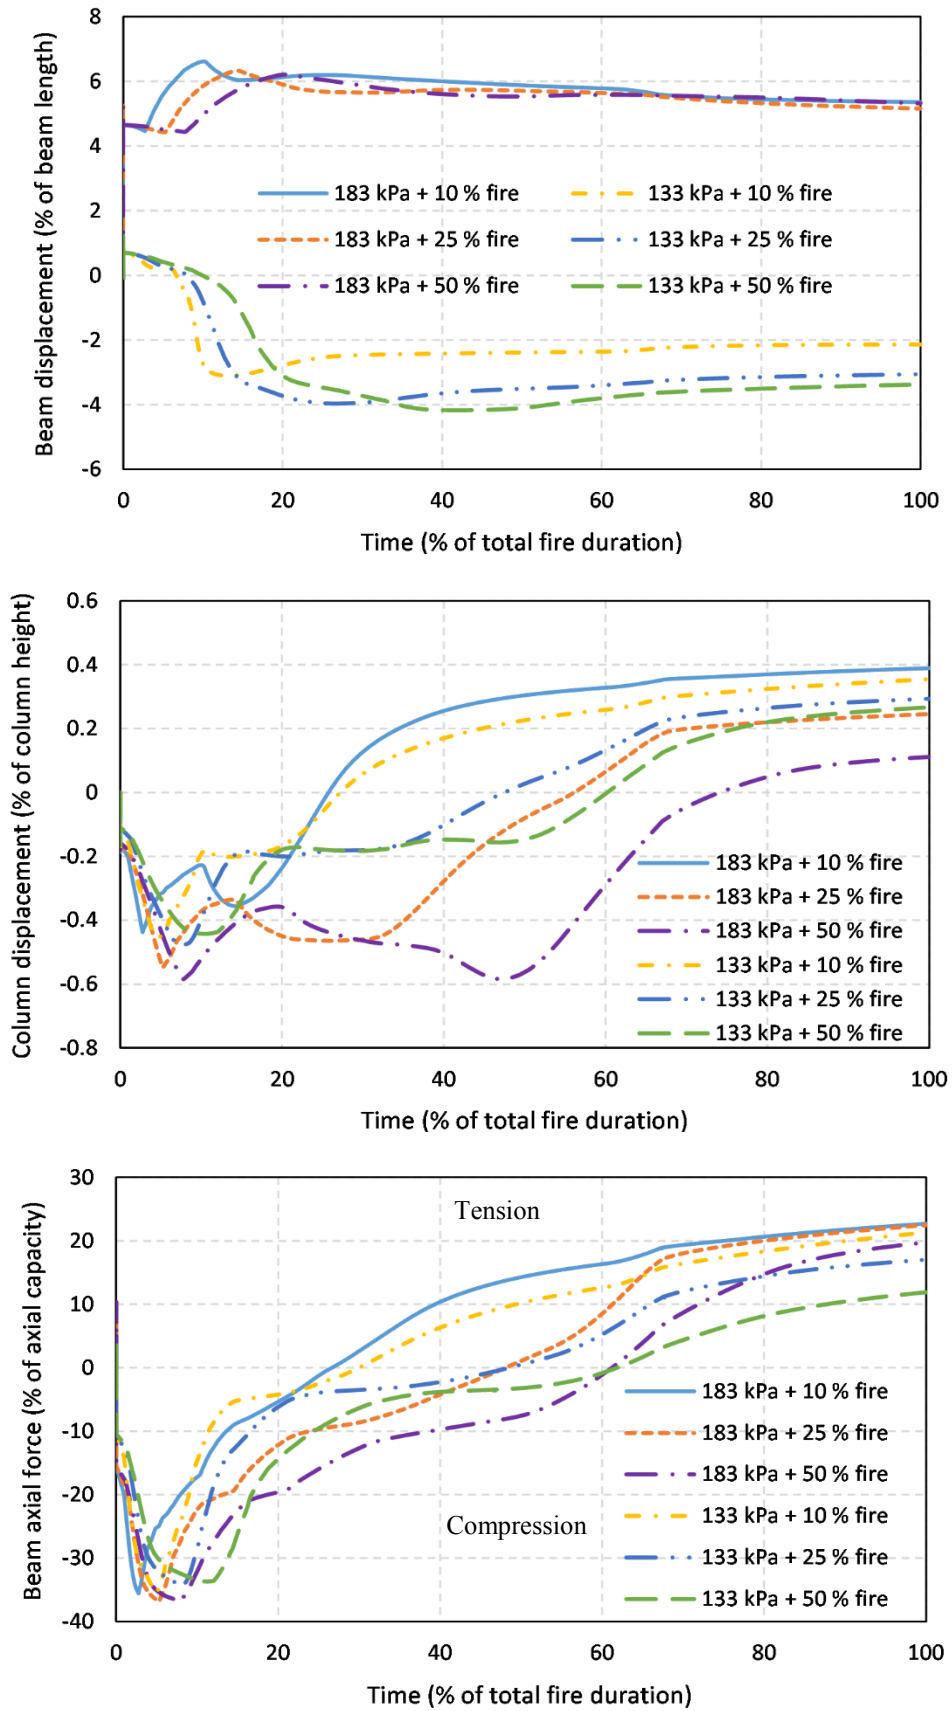 Beam displacement (% of beam length)
8
6
4
2
0
-2
-4
-6
183 kPa + 10 % fire
133 kPa + 10 % fire
183 kPa + 25 % fire
133 kPa + 25 % fire
183 kPa + 50 % fire
133 kPa + 50 % fire
0 20 40 60 80 100
Time (% of total fire duration)
Column displacement (% of column height)
0.6
0.4
0.2
0
-0.2
-0.4
-0.6
-0.8
183 kPa + 10 % fire
183 kPa + 25 % fire
183 kPa + 50 % fire
133 kPa + 10 % fire
133 kPa + 25 % fire
133 kPa + 50 % fire
0 20 40 60 80 100
Time (% of total fire duration)
Beam axial force (% of axial capacity)
30
20
10
0
-10
-20
-30
-40
Tension
Compression
183 kPa + 10 % fire
183 kPa + 25 % fire
183 kPa + 50 % fire
133 kPa + 10 % fire
133 kPa + 25 % fire
133 kPa + 50 % fire
0 20 40 60 80 100
Time (% of total fire duration)